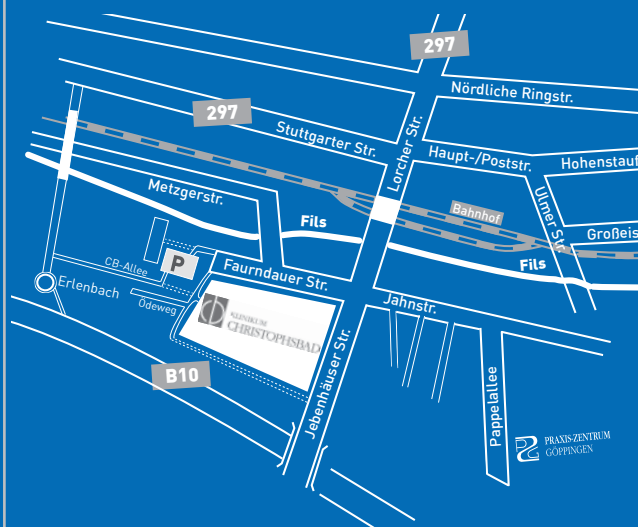 297
Nördliche Ringstr.
297
Stuttgarter Str.
Lorcher Str.
Haupt-/Poststr.
Hohenstauf
Metzgerstr.
Bahnhof
Ulmer Str.
Fils
Großeis
Fils
P
CB-Allee
Faurndauer Str.
Erlenbach
Ödeweg
Jahnstr.
KLINIKUM
CHRISTOPHSBAD
Jebenhäuser Str.
B10
Pappelallee
PRAXIS-ZENTRUM
GÖPPINGEN